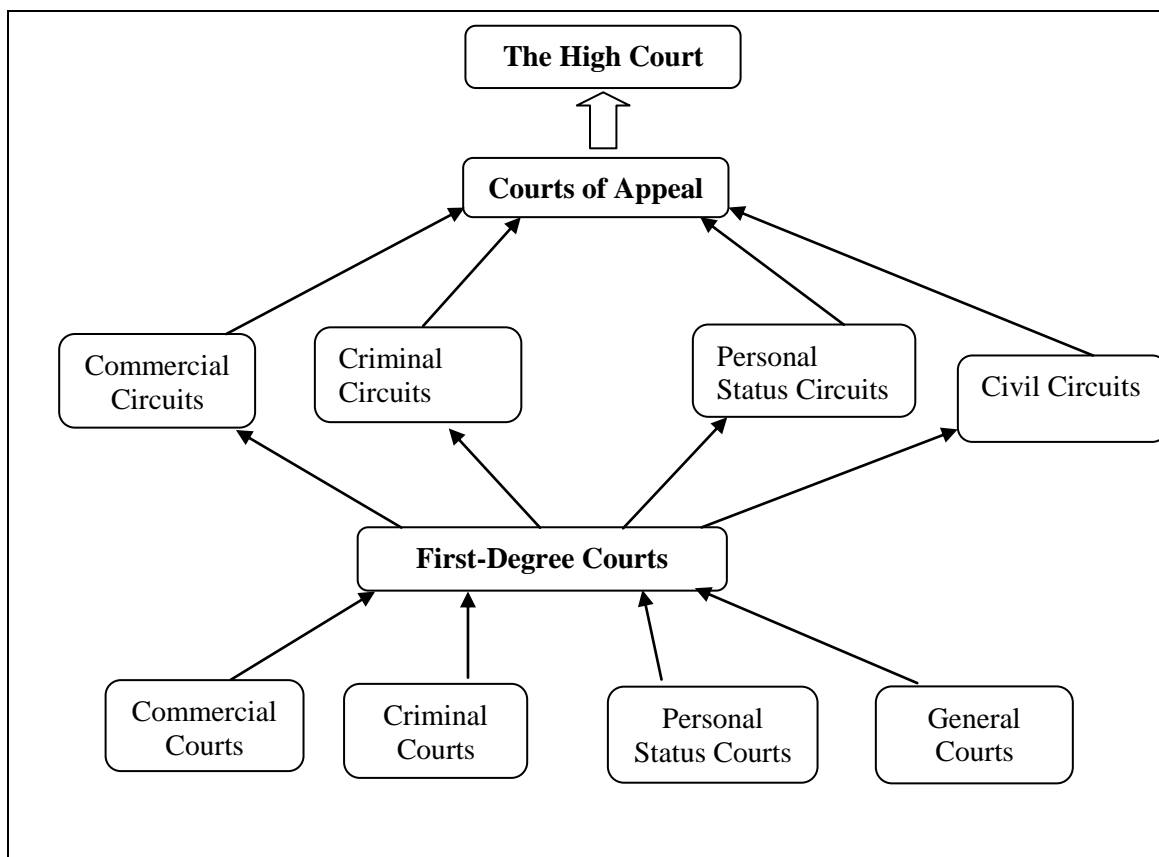 The High Court
Courts of Appeal
Commercial
Circuits
Criminal
Circuits
Personal
Status Circuits
Civil Circuits
First-Degree Courts
Commercial
Courts
Criminal
Courts
Personal
Status Courts
General
Courts